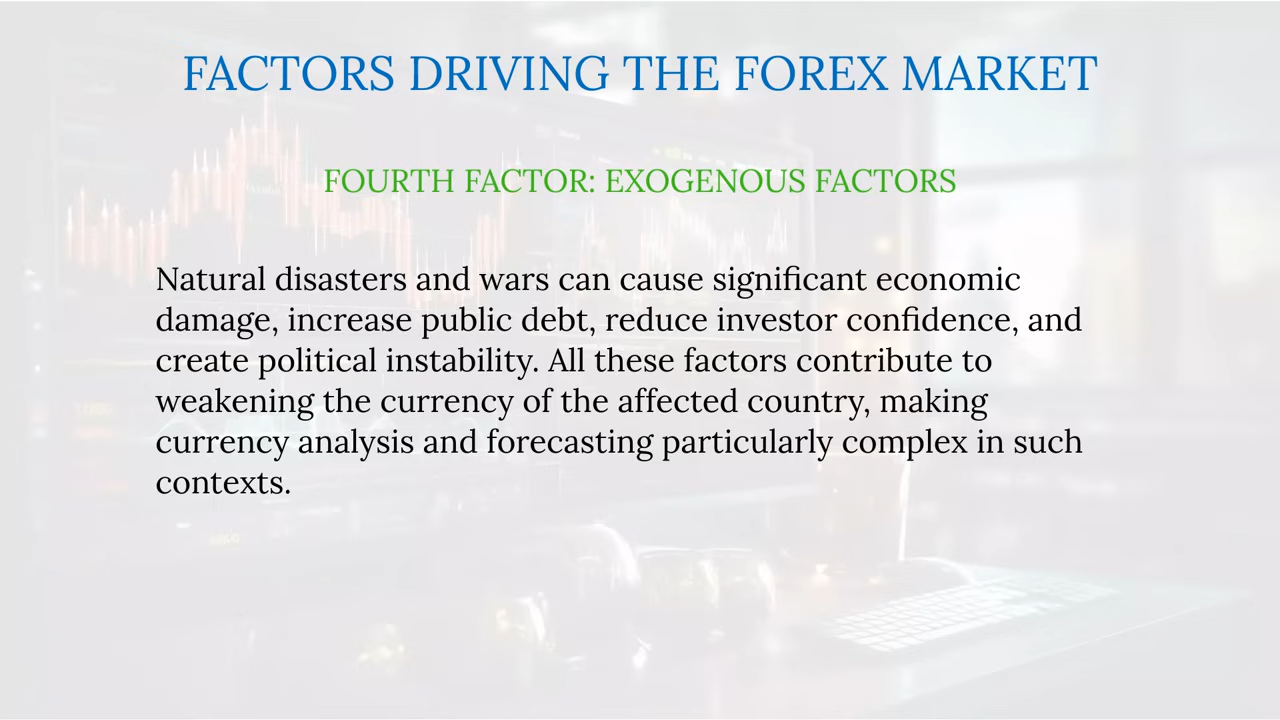 FACTORS DRIVING THE FOREX MARKET
FOURTH FACTOR: EXOGENOUS FACTORS
Natural disasters and wars can cause significant economic
damage, increase public debt, reduce investor confidence, and
create political instability. All these factors contribute to
weakening the currency of the affected country, making
currency analysis and forecasting particularly complex in such
contexts.